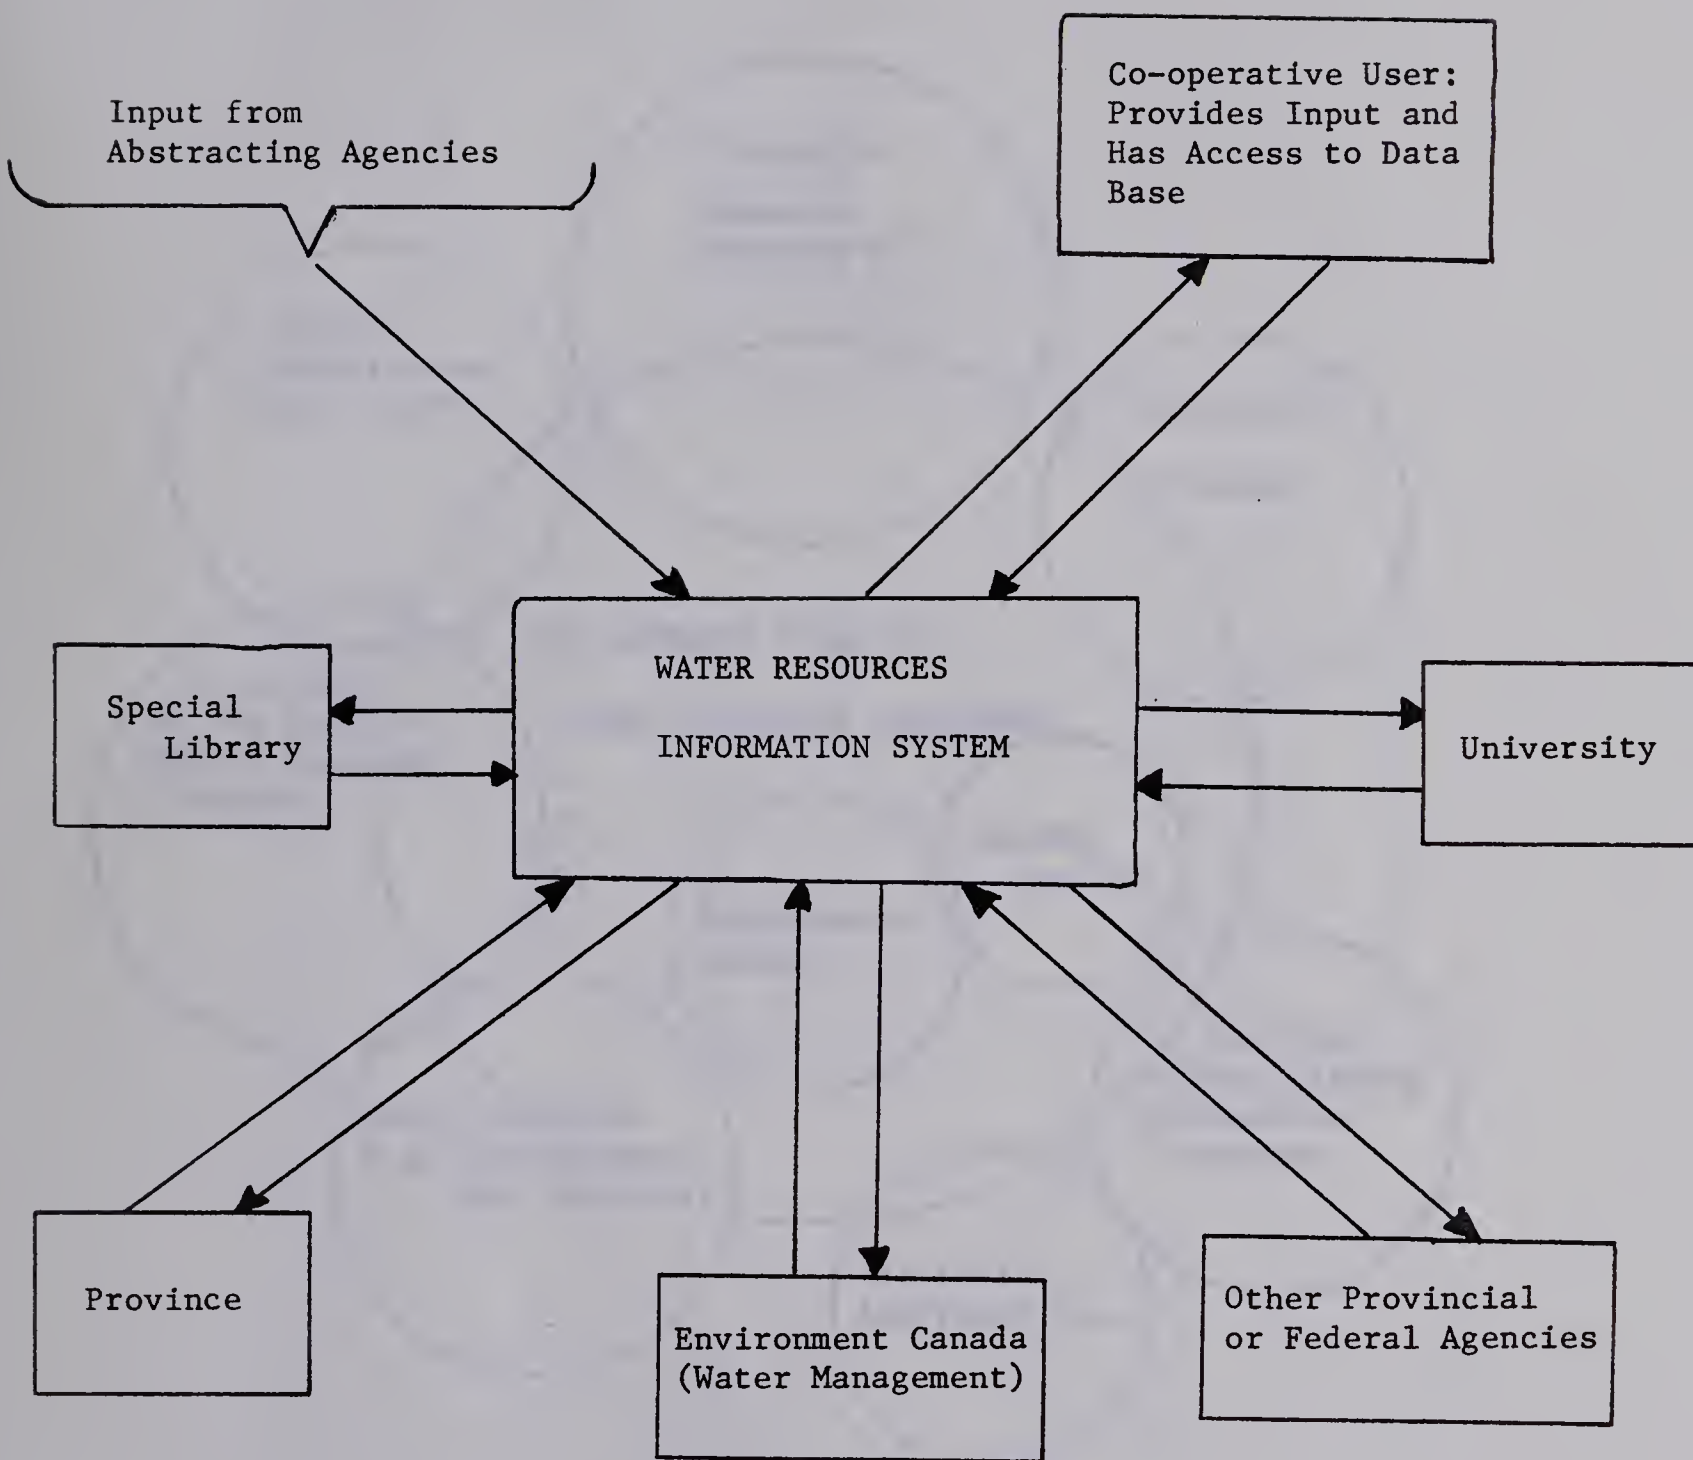 Input from
Abstracting Agencies
Co-operative User:
Provides Input and
Has Access to Data
Base
WATER RESOURCES
INFORMATION SYSTEM
Special
Library
University
Province
Environment Canada
(Water Management)
Other Provincial
or Federal Agencies